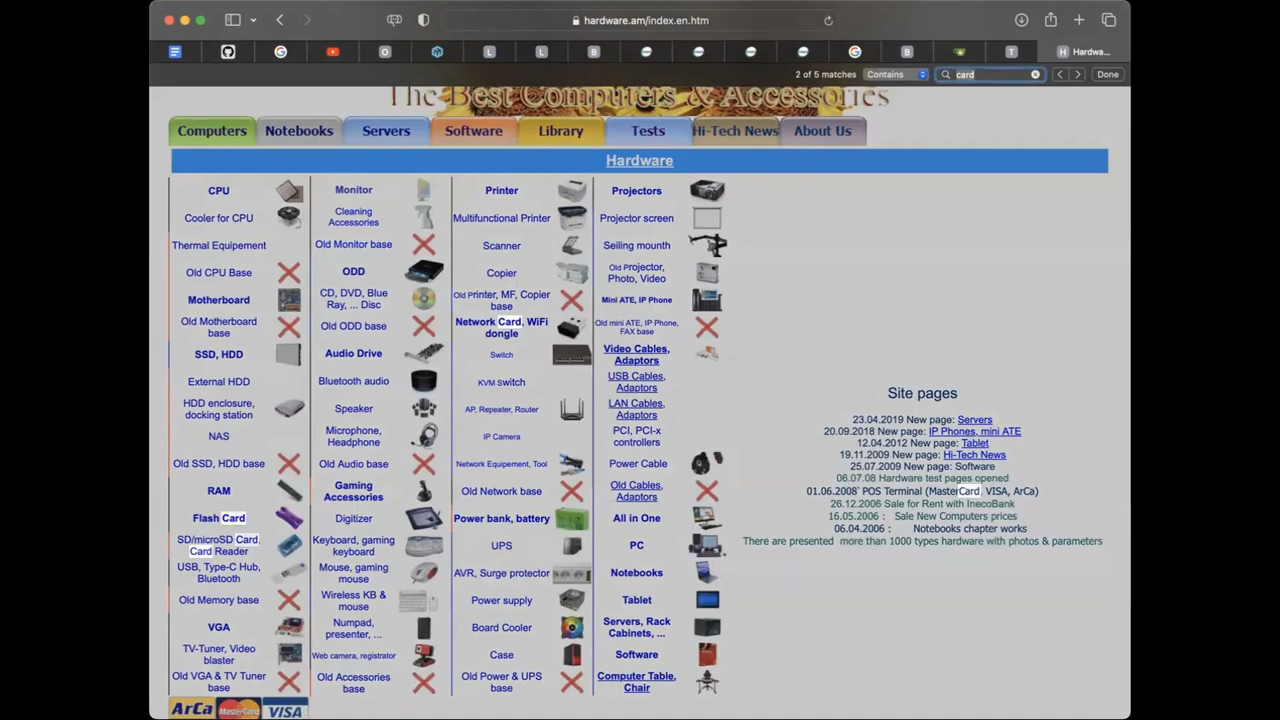 hardware.am/index.en.htm
Hardwa...
2 of 5 matches
Contains
card
Done
The Best Computers & Accessories
Computers
Notebooks
Servers
Software
Library
Tests
Hi-Tech News
About Us
Hardware
CPU
Cooler for CPU
Thermal Equipement
Old CPU Base
Motherboard
Old Motherboard
base
SSD, HDD
External HDD
HDD enclosure,
docking station
NAS
Old SSD, HDD base
RAM
Flash Card
SD/microSD Card,
Card Reader
USB, Type-C Hub,
Bluetooth
Old Memory base
VGA
TV-Tuner, Video
blaster
Old VGA & TV Tuner
base
Monitor
Cleaning
Accessories
Old Monitor base
ODD
CD, DVD, Blue
Ray, ... Disc
Old ODD base
Audio Drive
Bluetooth audio
Speaker
Microphone,
Headphone
Old Audio base
Gaming
Accessories
Digitizer
Keyboard, gaming
keyboard
Mouse, gaming
mouse
Wireless KB &
mouse
Numpad,
presenter, ...
Web camera, registrator
Old Accessories
base
Printer
Multifunctional Printer
Scanner
Copier
Old Printer, MF, Copier
base
Network Card, WiFi
dongle
Switch
KVM switch
AP, Repeater, Router
IP Camera
Network Equipement, Tool
Old Network base
Power bank, battery
UPS
AVR, Surge protector
Power supply
Board Cooler
Case
Old Power & UPS
base
Projectors
Projector screen
Seiling mounth
Old Projector,
Photo, Video
Mini ATE, IP Phone
Old mini ATE, IP Phone,
FAX base
Video Cables,
Adaptors
USB Cables,
Adaptors
LAN Cables,
Adaptors
PCI, PCI-x
controllers
Power Cable
Old Cables,
Adaptors
All in One
PC
Notebooks
Tablet
Servers, Rack
Cabinets, ...
Software
Computer Table,
Chair
Site pages
23.04.2019 New page: Servers
20.09.2018 New page: IP Phones, mini ATE
12.04.2012 New page: Tablet
19.11.2009 New page: Hi-Tech News
25.07.2009 New page: Software
06.07.08 Hardware test pages opened
01.06.2008' POS Terminal (MasterCard, VISA, ArCa)
26.12.2006 Sale for Rent with InecoBank
16.05.2006 : Sale New Computers prices
06.04.2006 : Notebooks chapter works
There are presented more than 1000 types hardware with photos & parameters
ArCa
MasterCard
VISA